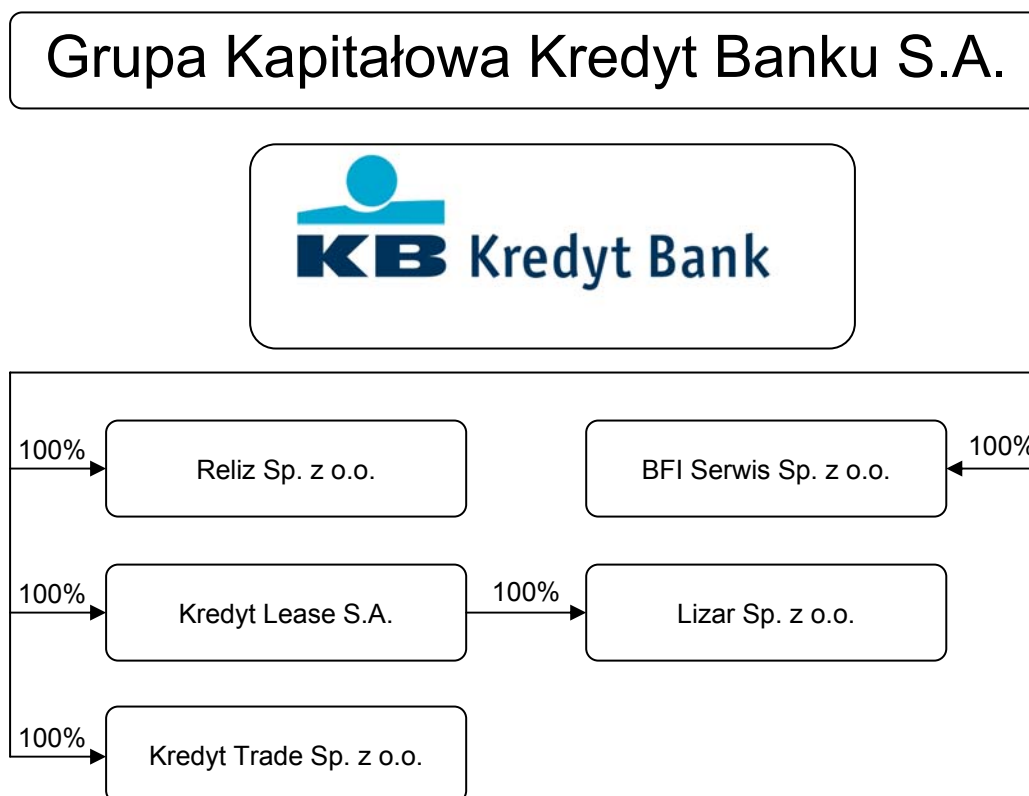 Grupa Kapitałowa Kredyt Banku S.A.
KB Kredyt Bank
100%
Reliz Sp. z o.o.
BFI Serwis Sp. z o.o.
100%
100%
Kredyt Lease S.A.
100%
Lizar Sp. z o.o.
100%
Kredyt Trade Sp. z o.o.